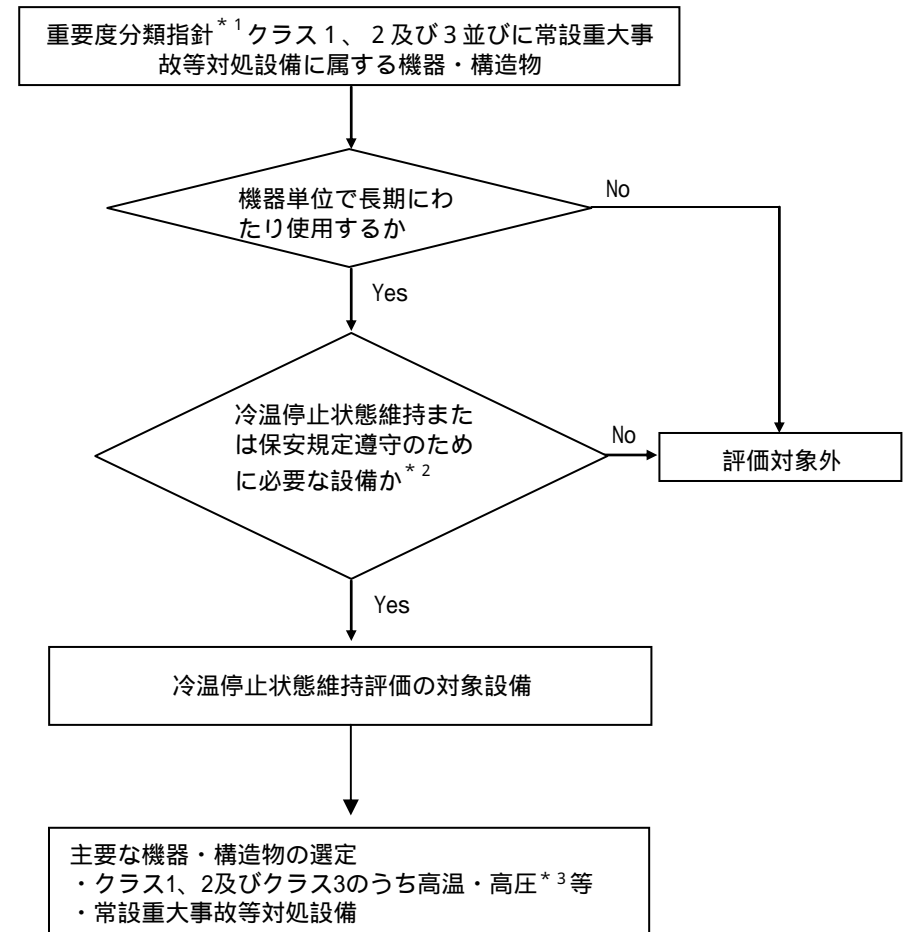 重要度分類指針*1クラス1、2及び3並びに常設重大事
故等対処設備に属する機器・構造物
機器単位で長期にわ
たり使用するか
No
Yes
冷温停止状態維持また
は保安規定遵守のため
に必要な設備か*2
No
評価対象外
Yes
冷温停止状態維持評価の対象設備
主要な機器・構造物の選定
・クラス1、2及びクラス3のうち高温・高圧*3等
・常設重大事故等対処設備